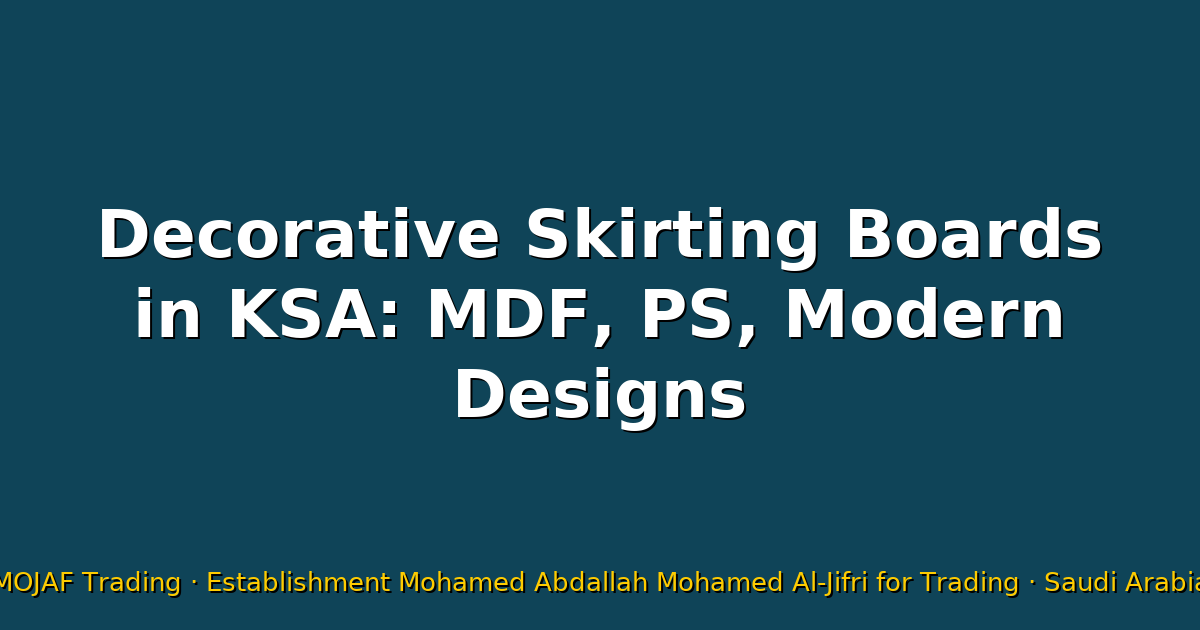 Decorative Skirting Boards
in KSA: MDF, PS, Modern
Designs
MOJAF Trading · Establishment Mohamed Abdallah Mohamed Al-Jifri for Trading · Saudi Arabia